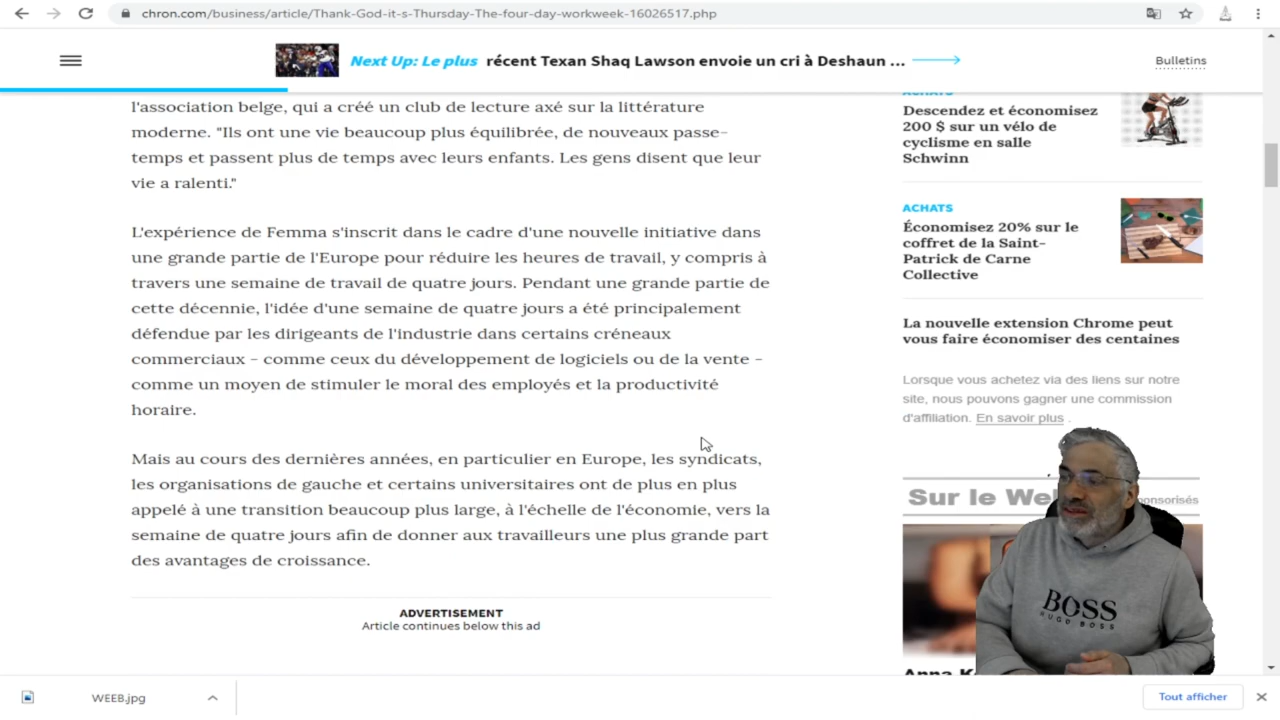 chron.com/business/article/Thank-God-it-s-Thursday-The-four-day-workweek-16026517.php
Next Up: Le plus récent Texan Shaq Lawson envoie un cri à Deshaun ...
Bulletins
l'association belge, qui a créé un club de lecture axé sur la littérature
moderne. "Ils ont une vie beaucoup plus équilibrée, de nouveaux passe-
temps et passent plus de temps avec leurs enfants. Les gens disent que leur
vie a ralenti."
L'expérience de Femma s'inscrit dans le cadre d'une nouvelle initiative dans
une grande partie de l'Europe pour réduire les heures de travail, y compris à
travers une semaine de travail de quatre jours. Pendant une grande partie de
cette décennie, l'idée d'une semaine de quatre jours a été principalement
défendue par les dirigeants de l'industrie dans certains créneaux
commerciaux - comme ceux du développement de logiciels ou de la vente -
comme un moyen de stimuler le moral des employés et la productivité
horaire.
Mais au cours des dernières années, en particulier en Europe, les syndicats,
les organisations de gauche et certains universitaires ont de plus en plus
appelé à une transition beaucoup plus large, à l'échelle de l'économie, vers la
semaine de quatre jours afin de donner aux travailleurs une plus grande part
des avantages de croissance.
ADVERTISEMENT
Article continues below this ad
ACHATS
Descendez et économisez
200 $ sur un vélo de
cyclisme en salle
Schwinn
ACHATS
Économisez 20% sur le
coffret de la Saint-
Patrick de Carne
Collective
La nouvelle extension Chrome peut
vous faire économiser des centaines
Lorsque vous achetez via des liens sur notre
site, nous pouvons gagner une commission
d'affiliation. En savoir plus .
Sur le We
onsorisés
BOSS
HUGO BOSS
Anna K
WEEB.jpg
Tout afficher